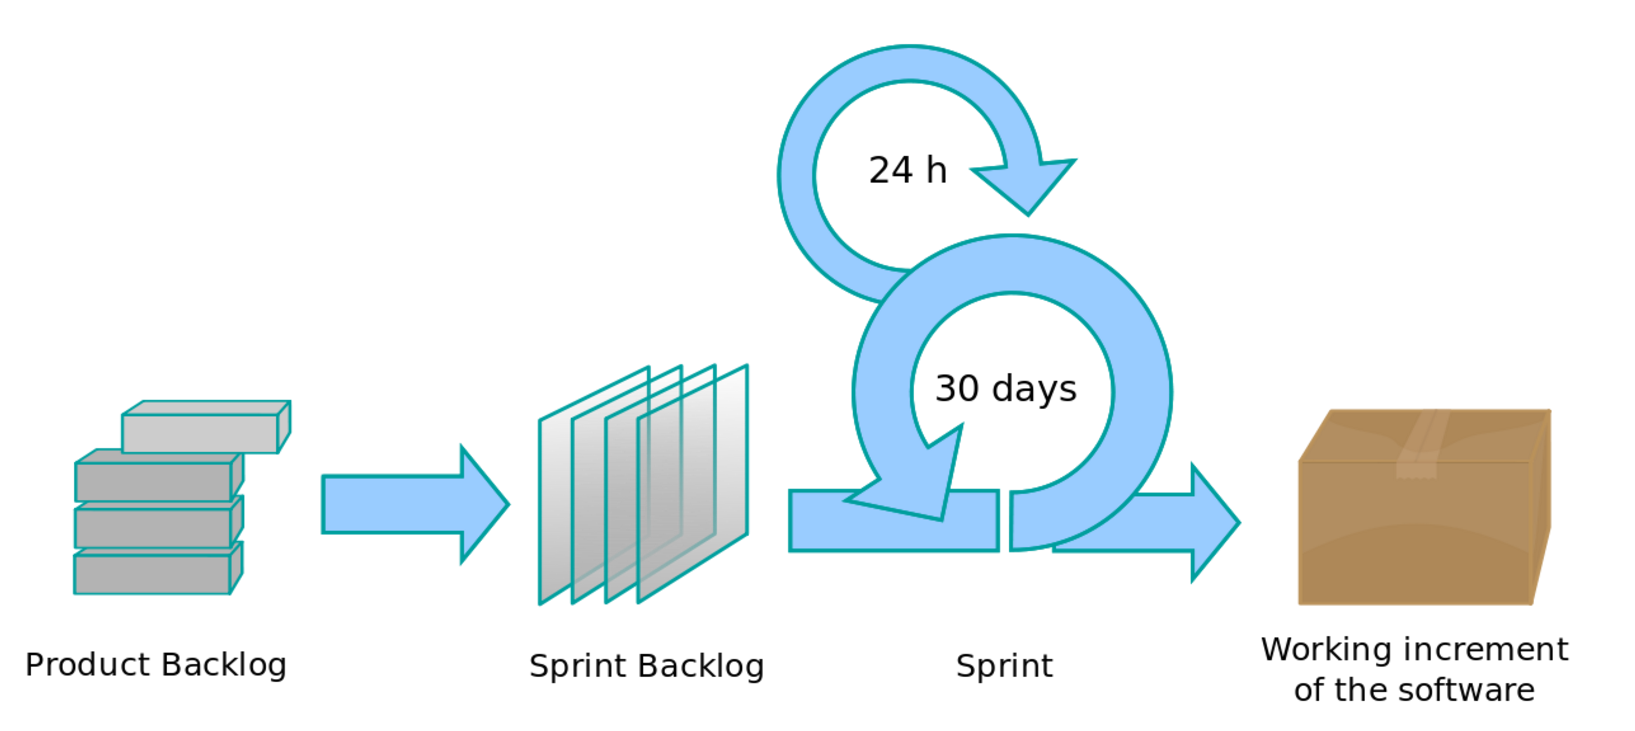 24 h
30 days
Product Backlog
Sprint Backlog
Sprint
Working increment
of the software